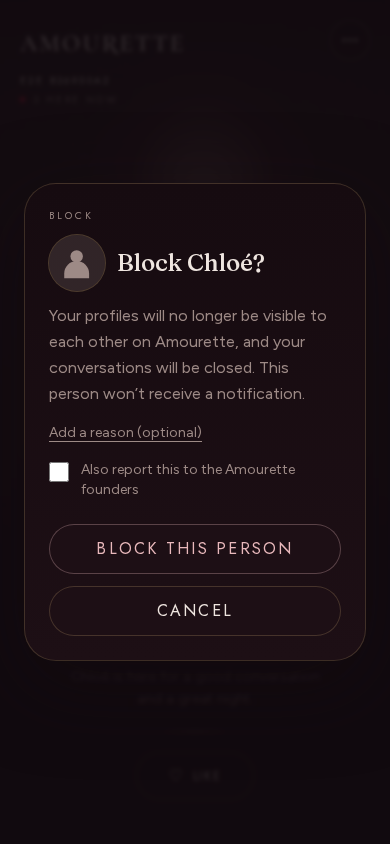 AMOURETTE
BLOCK
Block Chloé?
Your profiles will no longer be visible to
each other on Amourette, and your
conversations will be closed. This
person won’t receive a notification.
Add a reason (optional)
Also report this to the Amourette
founders
BLOCK THIS PERSON
CANCEL
LIKE